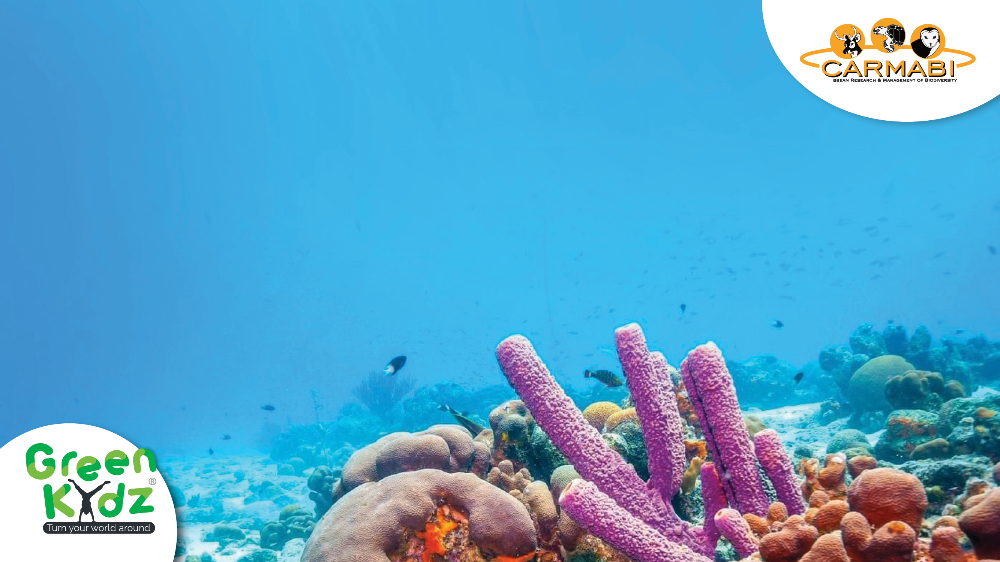 CARMABI
BBEAN RESEARCH & MANAGEMENT OF BIODIVERSITY
Green
Kidz®
Turn your world around